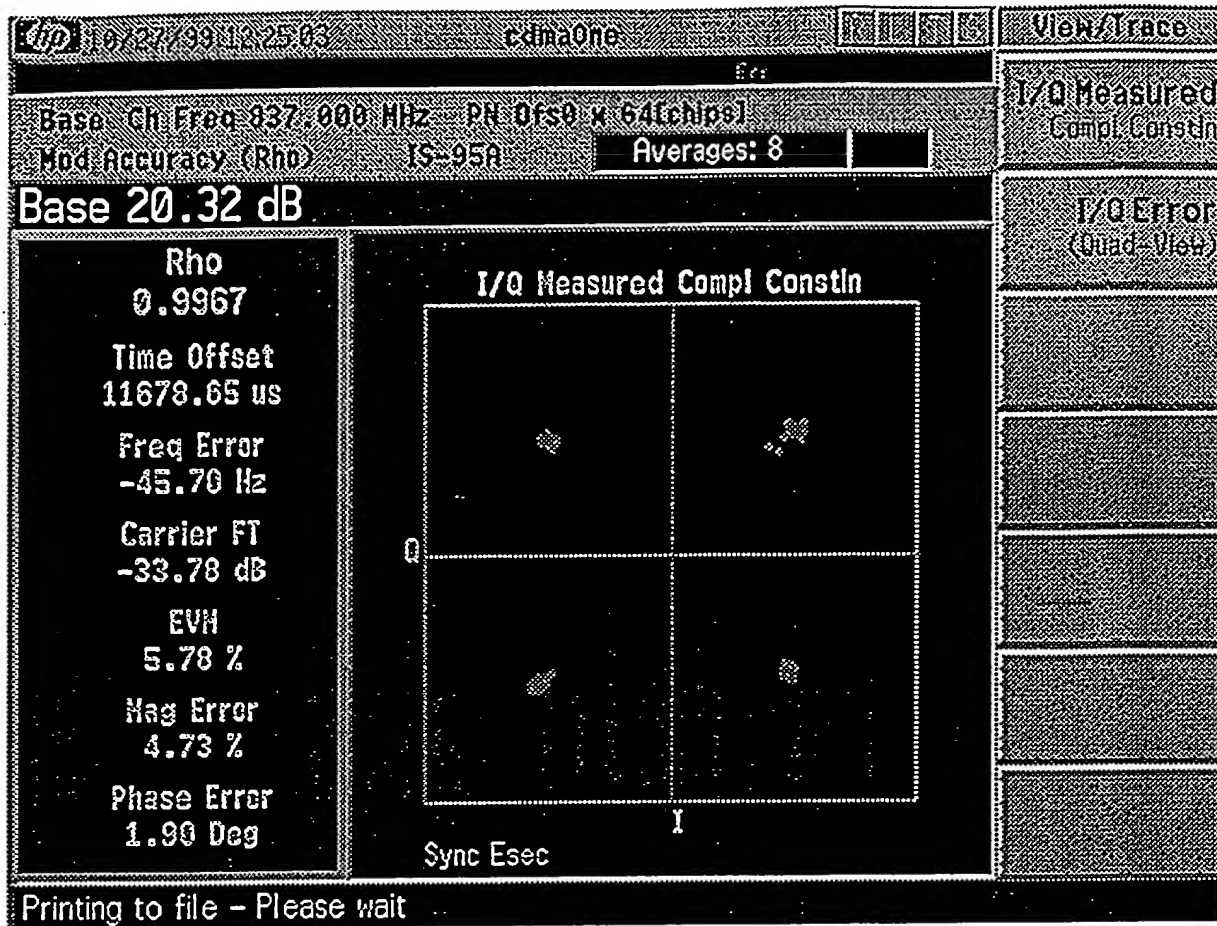 hp 10/27/99 12:25:03 cdmaOne
View/Trace
Err
Base Ch Freq 837.000 MHz PN Ofs0 x 64[chips]
Mod Accuracy (Rho) IS-95A Averages: 8
I/Q Measured
Compl Constln
Base 20.32 dB
I/Q Error
(Quad-View)
Rho
0.9967
Time Offset
11678.65 us
Freq Error
-45.70 Hz
Carrier FT
-33.78 dB
EVM
5.78 %
Mag Error
4.73 %
Phase Error
1.90 Deg
I/Q Measured Compl Constln
Q
I
Sync Esec
Printing to file - Please wait